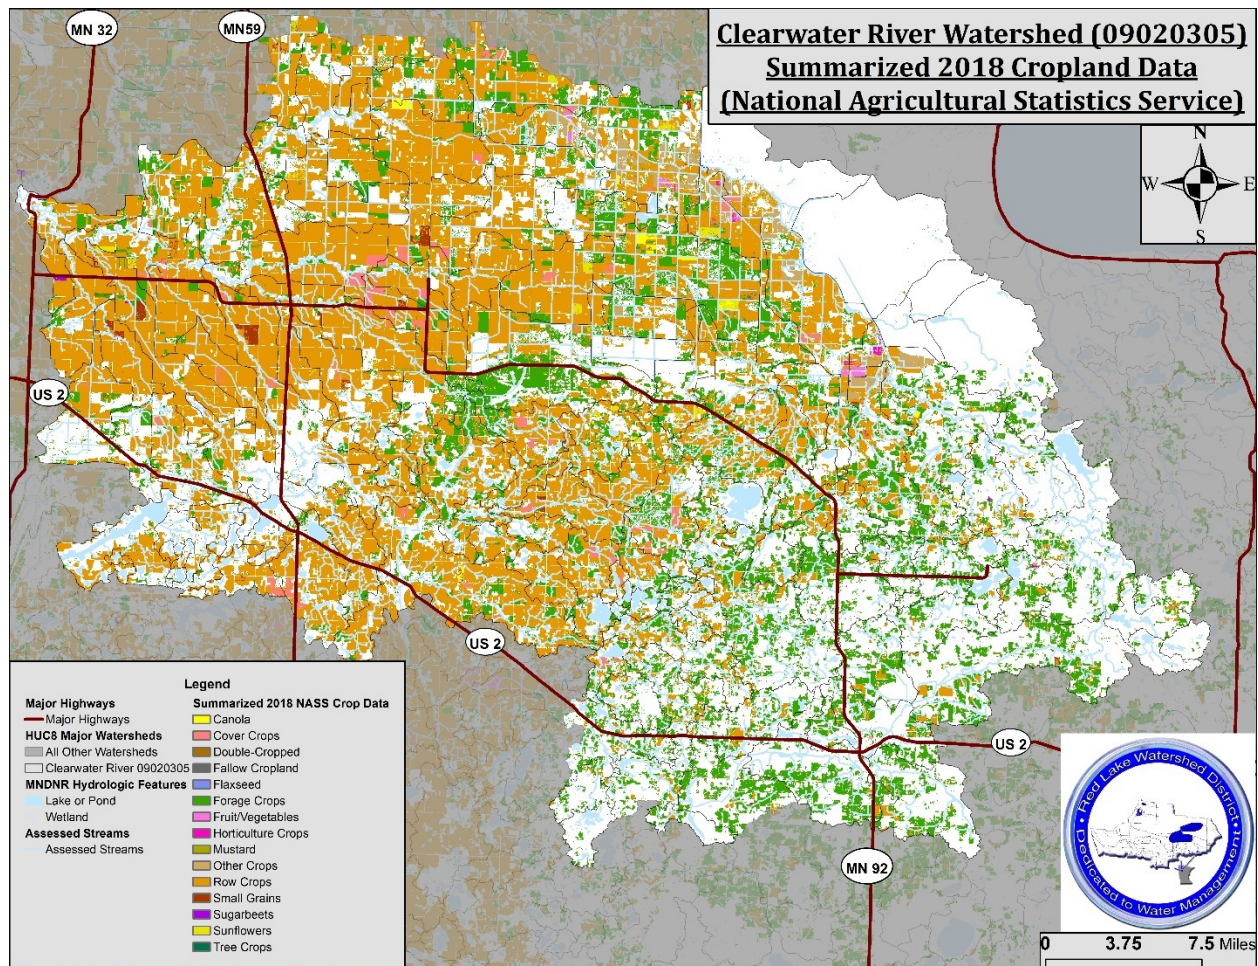 MN 32
MN59
Clearwater River Watershed (09020305)
Summarized 2018 Cropland Data
(National Agricultural Statistics Service)
N
W
E
S
US 2
US 2
US 2
MN 92
Legend
Major Highways
Major Highways
HUC8 Major Watersheds
All Other Watersheds
Clearwater River 09020305
MNDNR Hydrologic Features
Lake or Pond
Wetland
Assessed Streams
Assessed Streams
Summarized 2018 NASS Crop Data
Canola
Cover Crops
Double-Cropped
Fallow Cropland
Flaxseed
Forage Crops
Fruit/Vegetables
Horticulture Crops
Mustard
Other Crops
Row Crops
Small Grains
Sugarbeets
Sunflowers
Tree Crops
Red Lake Watershed District
Dedicated to Water Management
0 3.75 7.5 Miles